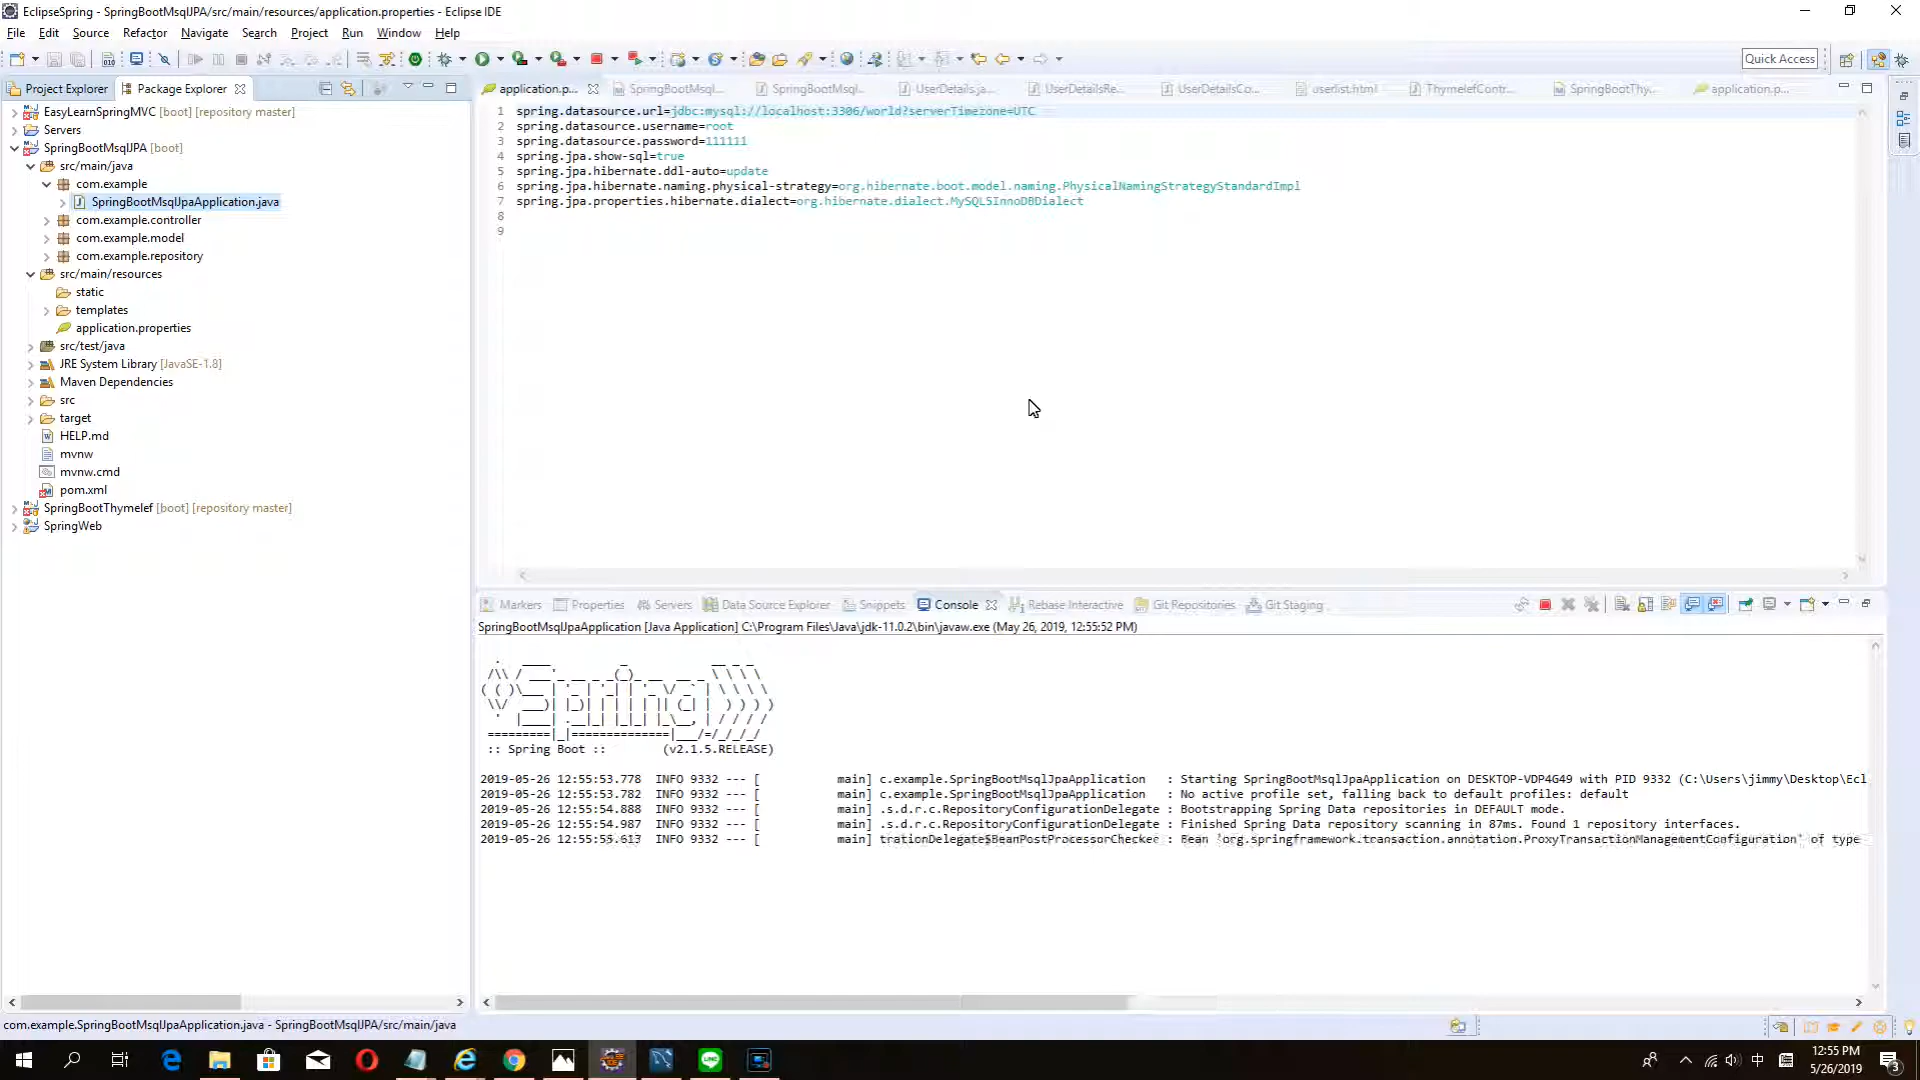 EclipseSpring - SpringBootMsqlJPA/src/main/resources/application.properties - Eclipse IDE
File Edit Source Refactor Navigate Search Project Run Window Help
Quick Access
Project Explorer
Package Explorer
EasyLearnSpringMVC [boot] [repository master]
Servers
SpringBootMsqlJPA [boot]
src/main/java
com.example
SpringBootMsqlJpaApplication.java
com.example.controller
com.example.model
com.example.repository
src/main/resources
static
templates
application.properties
src/test/java
JRE System Library [JavaSE-1.8]
Maven Dependencies
src
target
HELP.md
mvnw
mvnw.cmd
pom.xml
SpringBootThymelef [boot] [repository master]
SpringWeb
application.p... SpringBootMsql... SpringBootMsql... UserDetails.ja... UserDetailsRe... UserDetailsCo... userlist.html ThymelefContr... SpringBootThy... application.p...
1 spring.datasource.url=jdbc:mysql://localhost:3306/world?serverTimezone=UTC
2 spring.datasource.username=root
3 spring.datasource.password=111111
4 spring.jpa.show-sql=true
5 spring.jpa.hibernate.ddl-auto=update
6 spring.jpa.hibernate.naming.physical-strategy=org.hibernate.boot.model.naming.PhysicalNamingStrategyStandardImpl
7 spring.jpa.properties.hibernate.dialect=org.hibernate.dialect.MySQL5InnoDBDialect
8
9
Markers Properties Servers Data Source Explorer Snippets Console Rebase Interactive Git Repositories Git Staging
SpringBootMsqlJpaApplication [Java Application] C:\Program Files\Java\jdk-11.0.2\bin\javaw.exe (May 26, 2019, 12:55:52 PM)
Spring
:: Spring Boot :: (v2.1.5.RELEASE)
2019-05-26 12:55:53.778 INFO 9332 --- [ main] c.example.SpringBootMsqlJpaApplication : Starting SpringBootMsqlJpaApplication on DESKTOP-VDP4G49 with PID 9332 (C:\Users\jimmy\Desktop\Ecl
2019-05-26 12:55:53.782 INFO 9332 --- [ main] c.example.SpringBootMsqlJpaApplication : No active profile set, falling back to default profiles: default
2019-05-26 12:55:54.888 INFO 9332 --- [ main] .s.d.r.c.RepositoryConfigurationDelegate : Bootstrapping Spring Data repositories in DEFAULT mode.
2019-05-26 12:55:54.987 INFO 9332 --- [ main] .s.d.r.c.RepositoryConfigurationDelegate : Finished Spring Data repository scanning in 87ms. Found 1 repository interfaces.
2019-05-26 12:55:55.613 INFO 9332 --- [ main] trationDelegate$BeanPostProcessorChecker : Bean 'org.springframework.transaction.annotation.ProxyTransactionManagementConfiguration' of type
com.example.SpringBootMsqlJpaApplication.java - SpringBootMsqlJPA/src/main/java
中
12:55 PM
5/26/2019
3